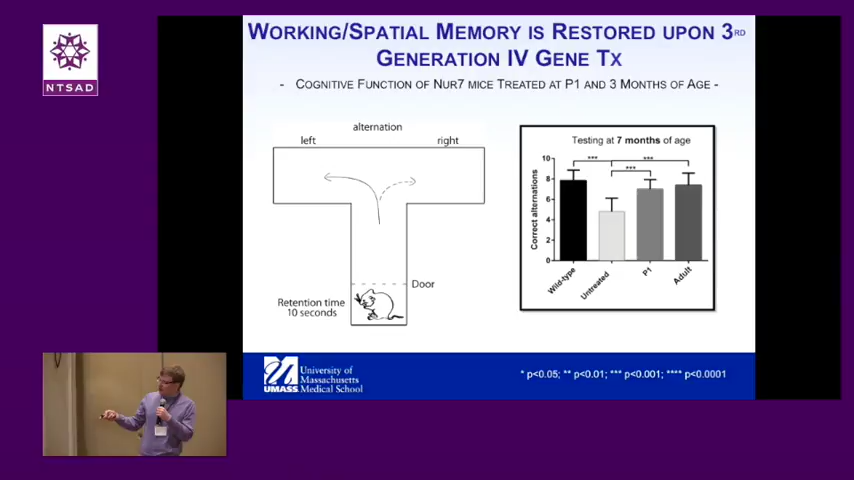 WORKING/SPATIAL MEMORY IS RESTORED UPON 3RD
GENERATION IV GENE TX
- COGNITIVE FUNCTION OF NUR7 MICE TREATED AT P1 AND 3 MONTHS OF AGE -
NTSAD
alternation
left
right
Door
Retention time
10 seconds
Testing at 7 months of age
***
***
***
Correct alternations
10
8
6
4
2
0
Wild-type
Untreated
P1
Adult
UMASS
University of
Massachusetts
Medical School
* p<0.05; ** p<0.01; *** p<0.001; **** p<0.0001